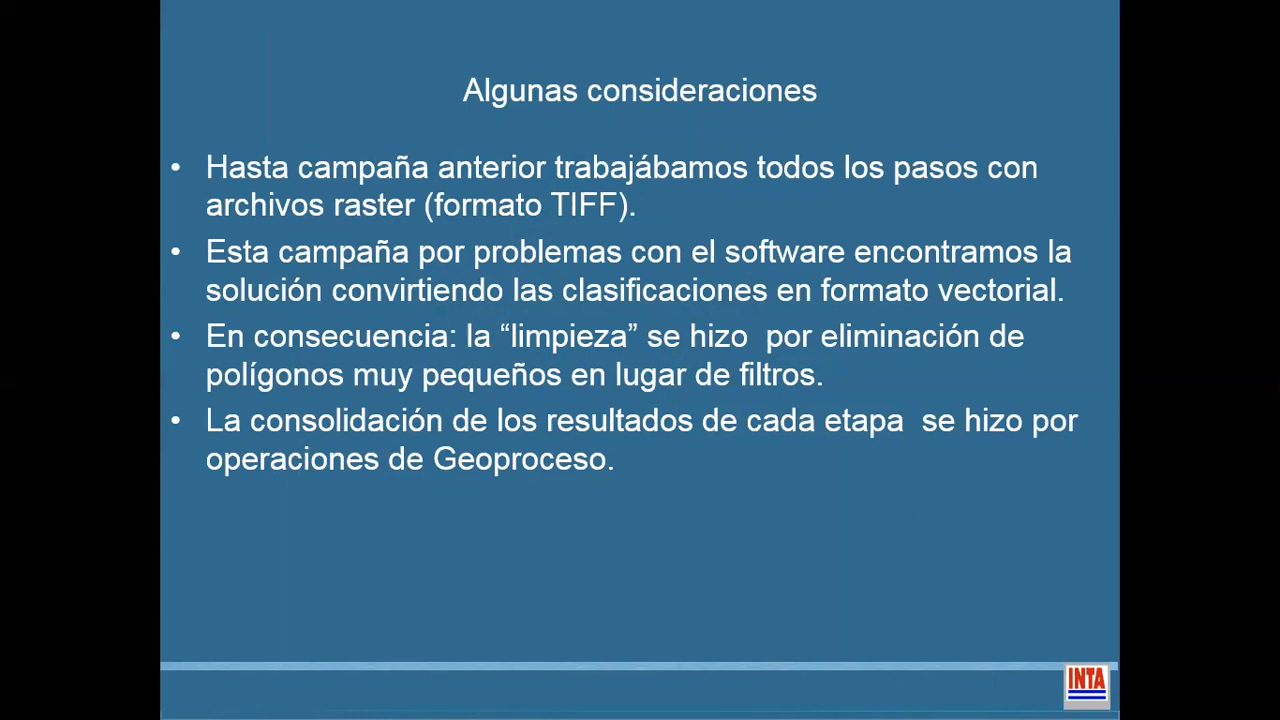 Algunas consideraciones
• Hasta campaña anterior trabajábamos todos los pasos con
archivos raster (formato TIFF).
• Esta campaña por problemas con el software encontramos la
solución convirtiendo las clasificaciones en formato vectorial.
• En consecuencia: la “limpieza” se hizo  por eliminación de
polígonos muy pequeños en lugar de filtros.
• La consolidación de los resultados de cada etapa  se hizo por
operaciones de Geoproceso.
INTA